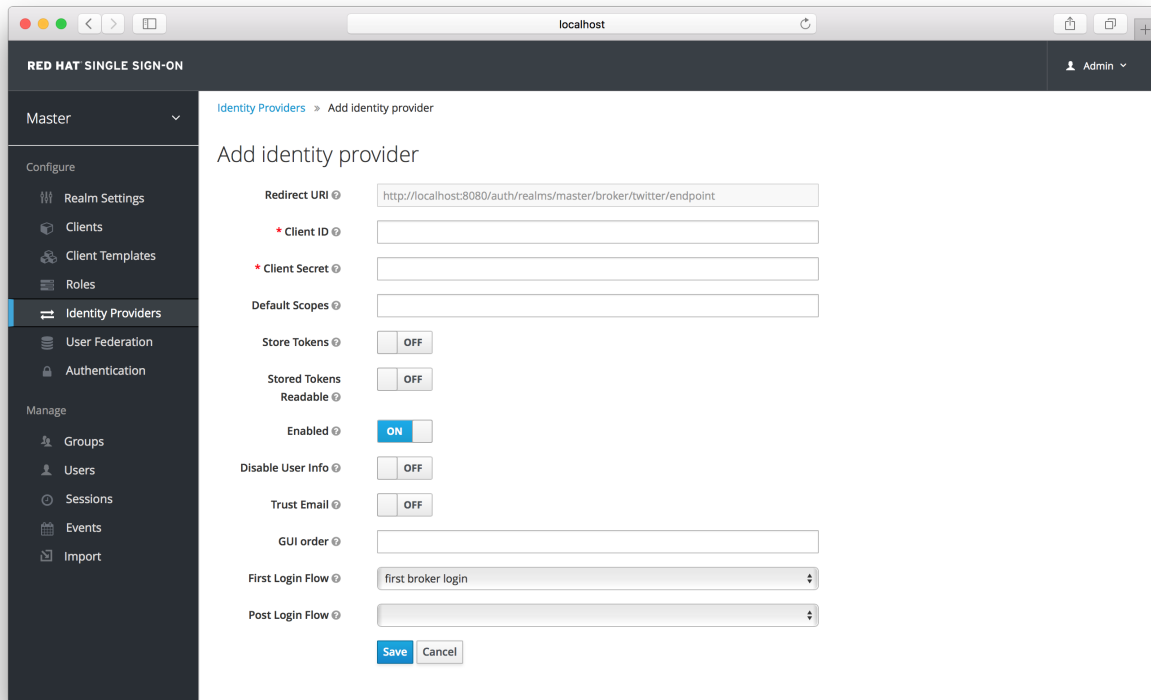 localhost
RED HAT SINGLE SIGN-ON
Admin
Master
Configure
Realm Settings
Clients
Client Templates
Roles
Identity Providers
User Federation
Authentication
Manage
Groups
Users
Sessions
Events
Import
Identity Providers » Add identity provider
Add identity provider
Redirect URI
http://localhost:8080/auth/realms/master/broker/twitter/endpoint
* Client ID
* Client Secret
Default Scopes
Store Tokens
OFF
Stored Tokens
Readable
OFF
Enabled
ON
Disable User Info
OFF
Trust Email
OFF
GUI order
First Login Flow
first broker login
Post Login Flow
Save Cancel